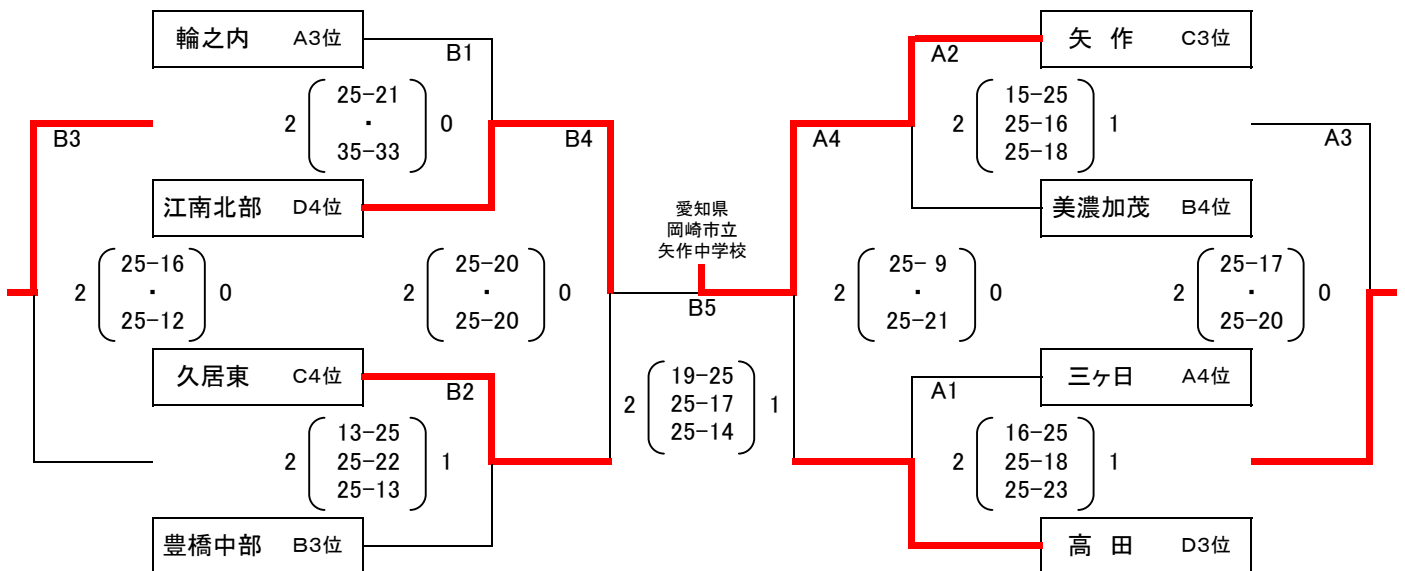 輪之内 A3位
B1
25-21
2 ・ 0
35-33
B3
B4
江南北部 D4位
25-16
2 ・ 0
25-12
25-20
2 ・ 0
25-20
久居東 C4位
B2
13-25
2 25-22 1
25-13
豊橋中部 B3位
愛知県
岡崎市立
矢作中学校
B5
19-25
2 25-17 1
25-14
矢 作 C3位
A2
15-25
2 25-16 1
25-18
A4
A3
美濃加茂 B4位
25- 9
2 ・ 0
25-21
25-17
2 ・ 0
25-20
三ヶ日 A4位
A1
16-25
2 25-18 1
25-23
高 田 D3位